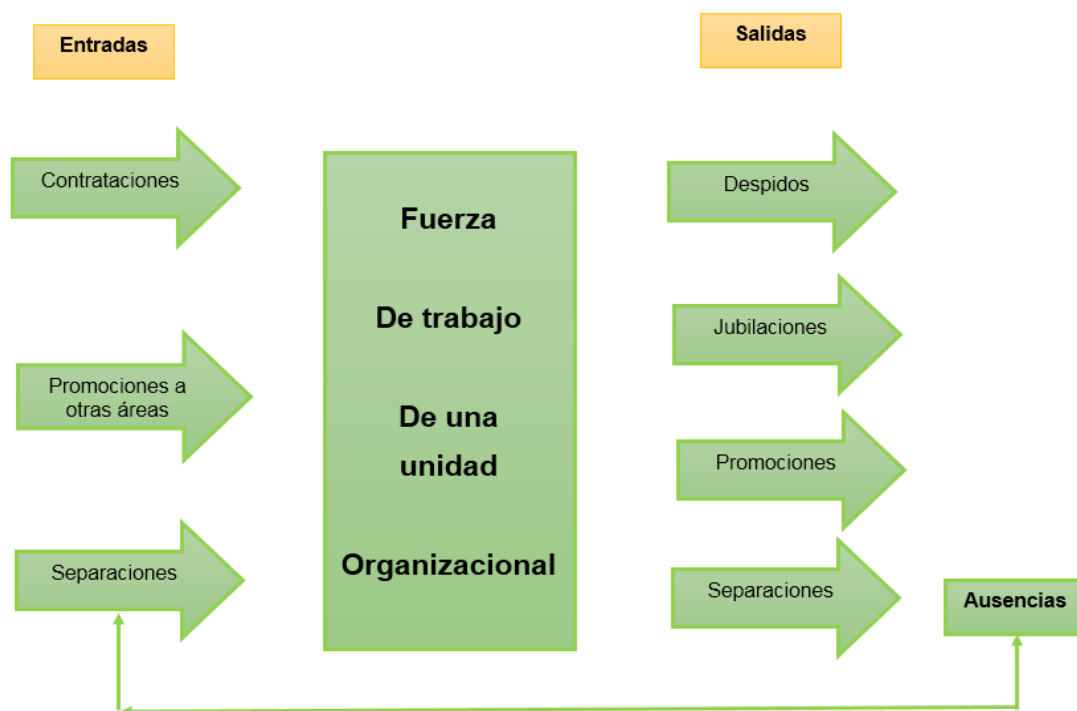 Entradas
Salidas
Contrataciones
Promociones a
otras áreas
Separaciones
Fuerza
De trabajo
De una
unidad
Organizacional
Despidos
Jubilaciones
Promociones
Separaciones
Ausencias